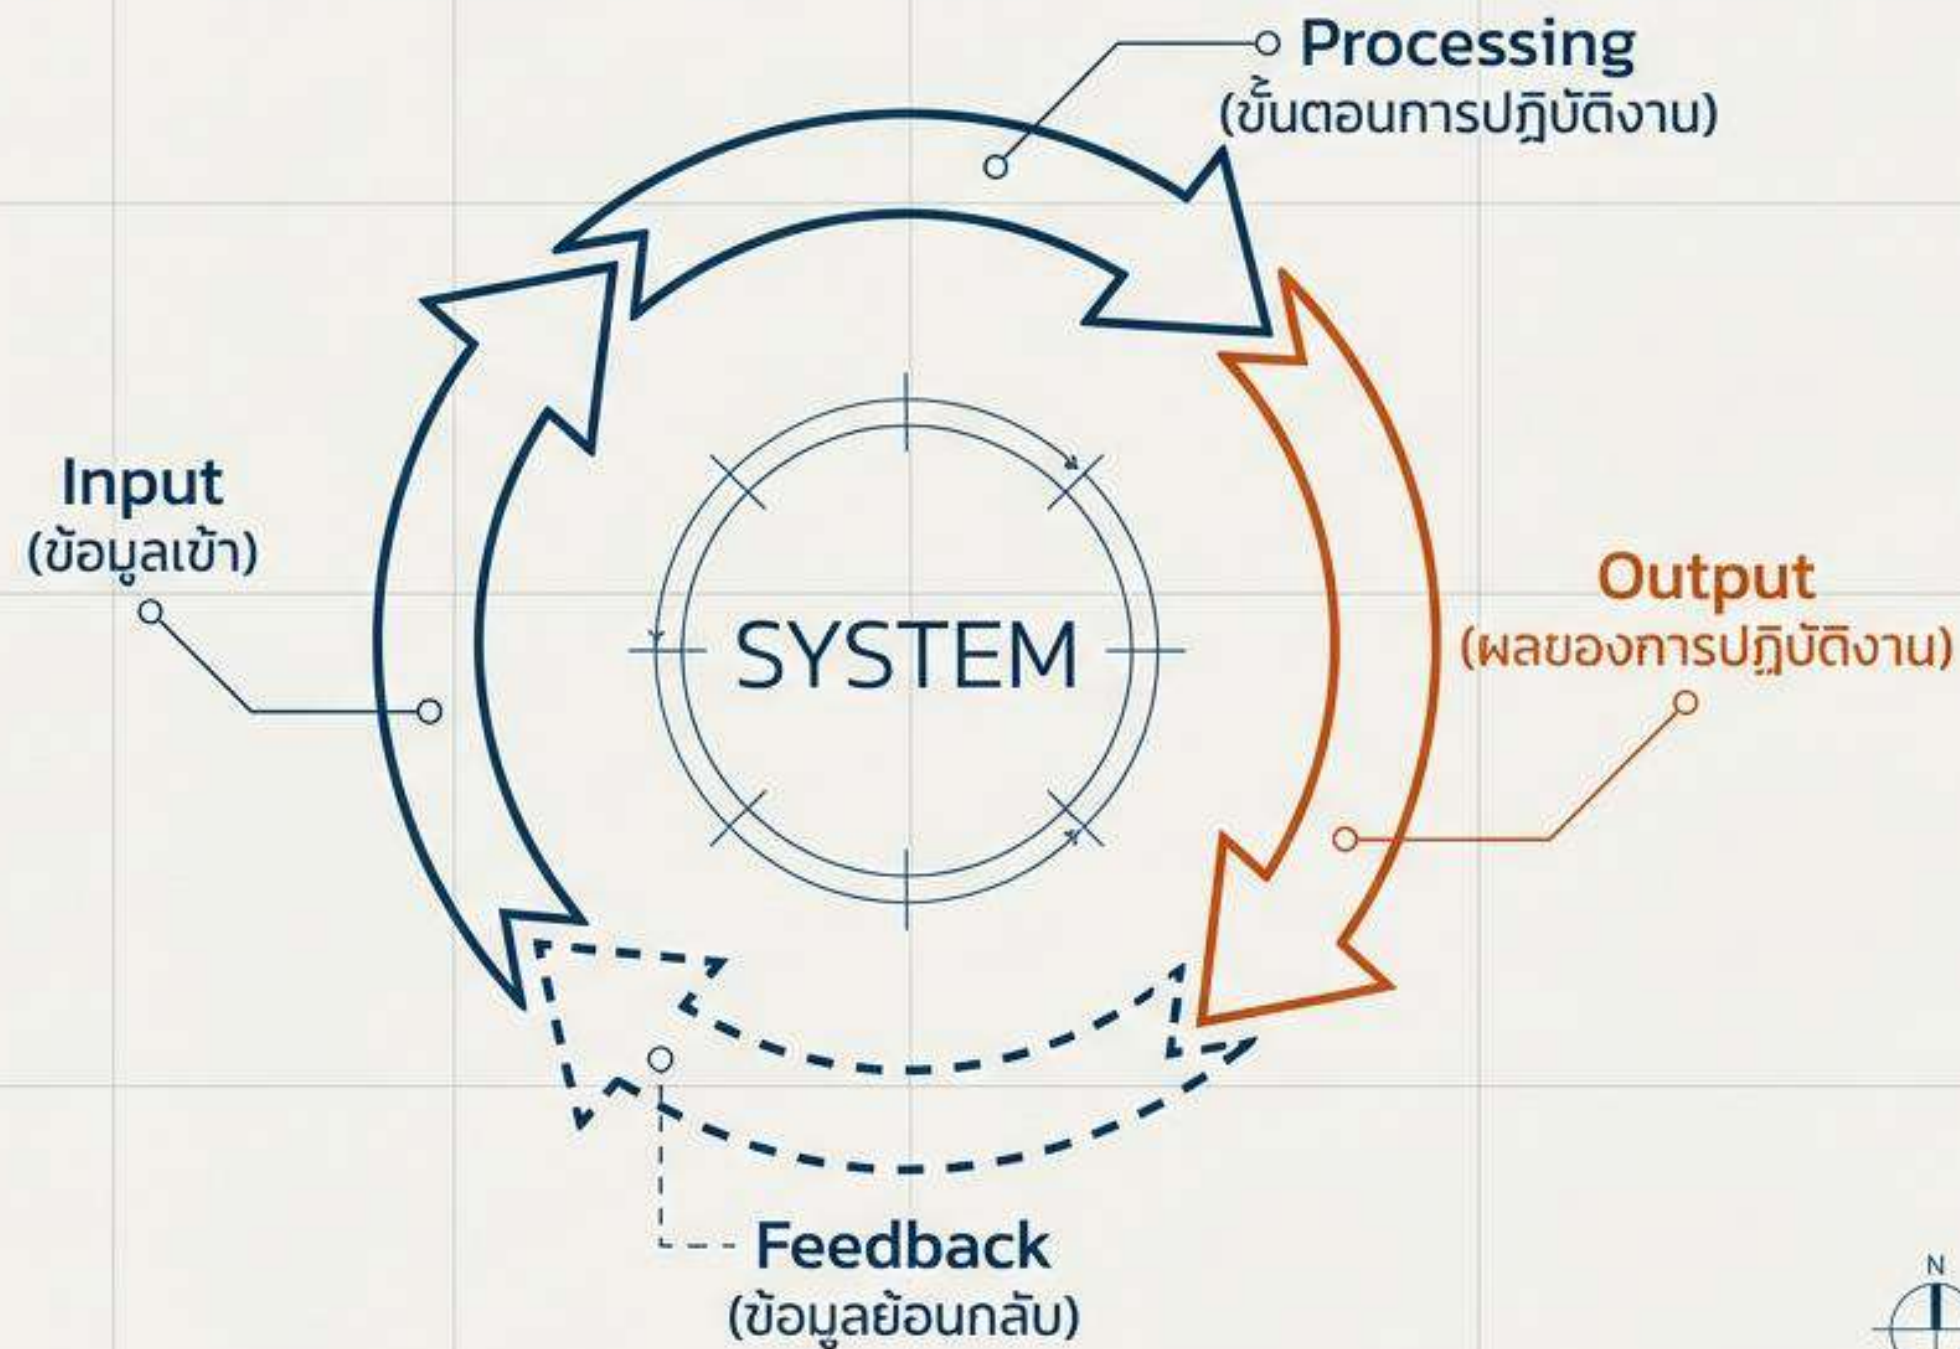 Processing
(ขั้นตอนการปฏิบัติงาน)
Input
(ข้อมูลเข้า)
SYSTEM
Output
(ผลของการปฏิบัติงาน)
Feedback
(ข้อมูลย้อนกลับ)
N